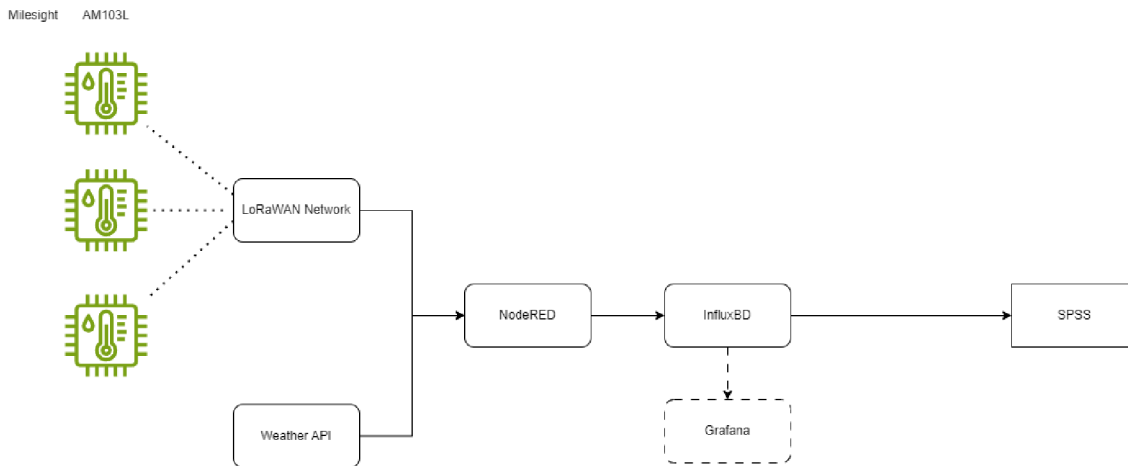 Milesight AM103L
LoRaWAN Network
NodeRED
InfluxBD
SPSS
Weather API
Grafana